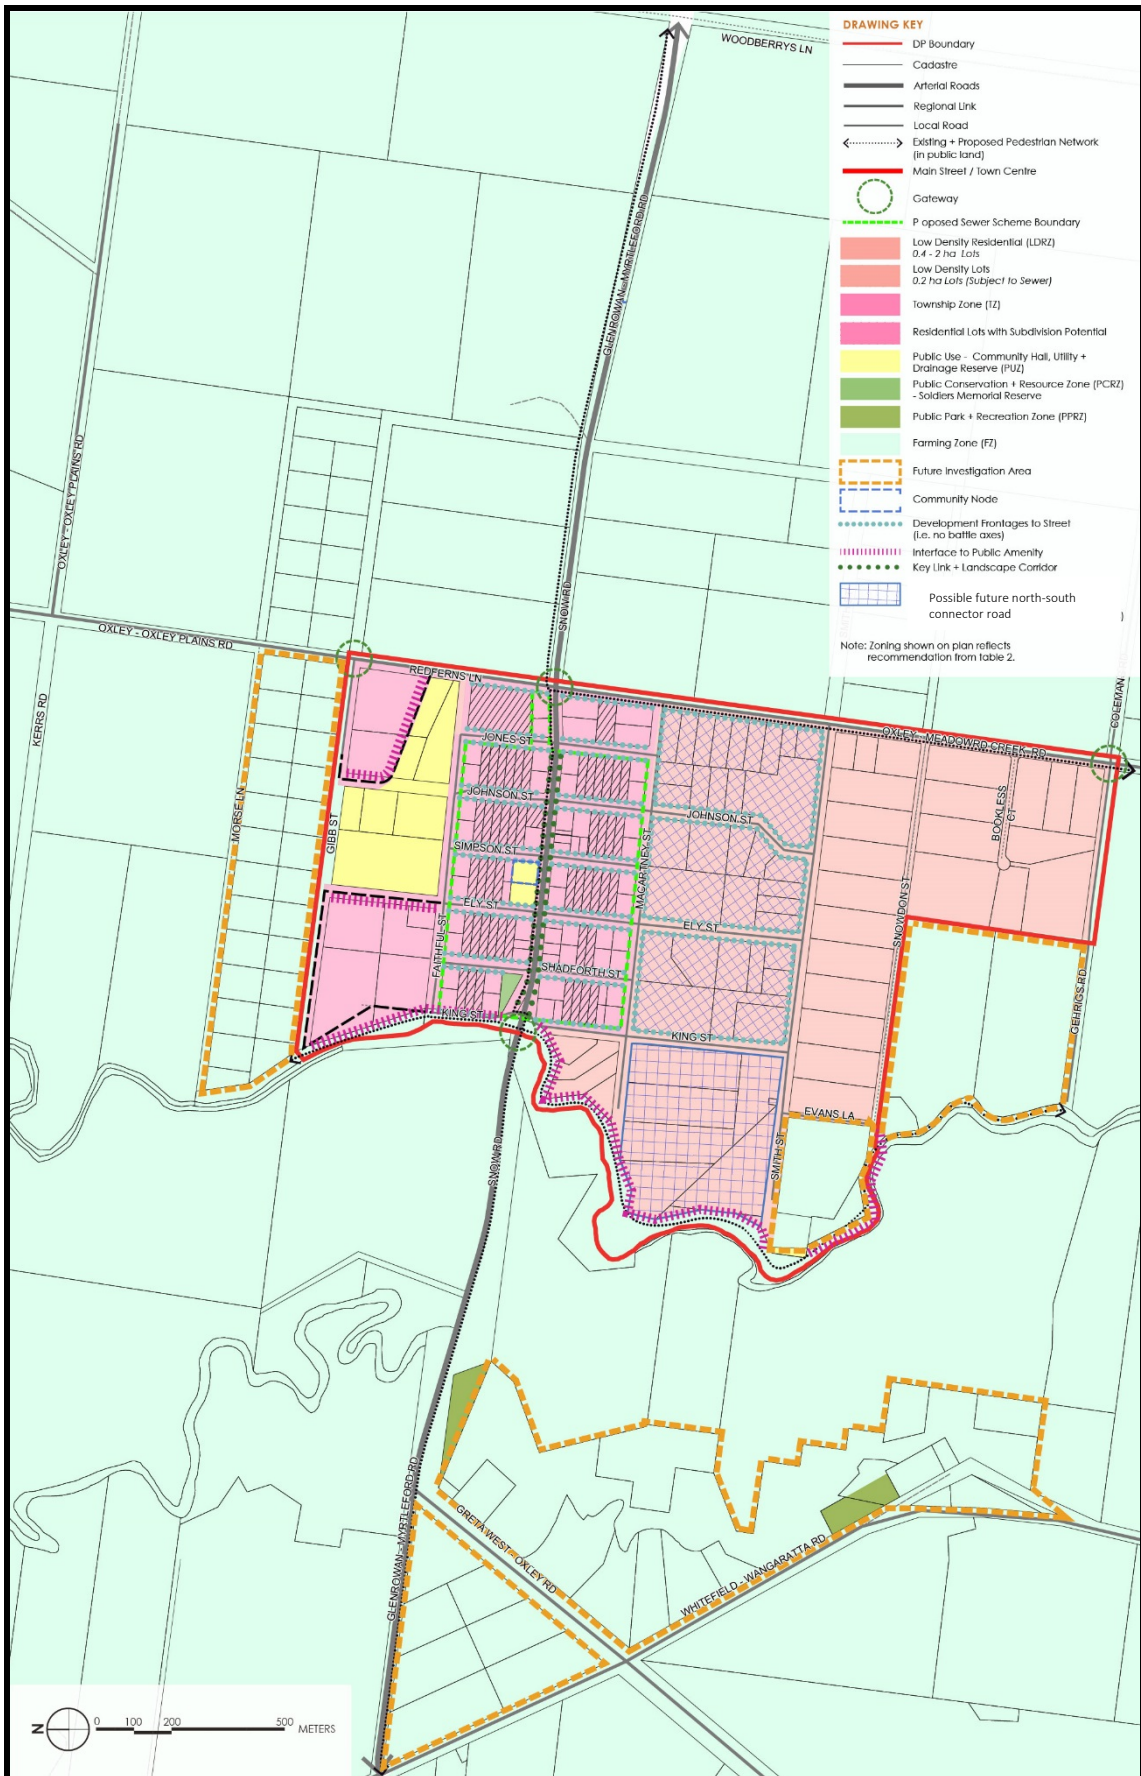 WOODBERRYS LN
DRAWING KEY
DP Boundary
Cadastre
Arterial Roads
Regional Link
Local Road
Existing + Proposed Pedestrian Network
(in public land)
Main Street / Town Centre
Gateway
P oposed Sewer Scheme Boundary
Low Density Residential (LDRZ)
0.4 - 2 ha Lots
Low Density Lots
0.2 ha Lots (Subject to Sewer)
Township Zone (TZ)
Residential Lots with Subdivision Potential
Public Use - Community Hall, Utility +
Drainage Reserve (PUZ)
Public Conservation + Resource Zone (PCRZ)
- Soldiers Memorial Reserve
Public Park + Recreation Zone (PPRZ)
Farming Zone (FZ)
Future Investigation Area
Community Node
Development Frontages to Street
(i.e. no battle axes)
Interface to Public Amenity
Key Link + Landscape Corridor
Possible future north-south
connector road
)
Note: Zoning shown on plan reflects
recommendation from table 2.
GLENROWAN - MYRTLEFORD RD
OXLEY - OXLEY PLAINS RD
SNOW RD
OXLEY - OXLEY PLAINS RD
REDFERNS LN
KERRS RD
COLEMAN
OXLEY - MEADOWRD CREEK RD
JONES ST
MORSE LN
GIBB ST
JOHNSON ST
JOHNSON ST
BOOKLESS
CT
SIMPSON ST
MACARTNEY ST
ELY ST
ELY ST
SNOWDON ST
FAITHFUL ST
SHADFORTH ST
GEHRIGS RD
KING ST
KING ST
EVANS LA
SMITH ST
SNOW RD
GLENROWAN - MYRTLEFORD RD
GRETA WEST - OXLEY RD
WHITEFIELD - WANGARATTA RD
N
0 100 200 500 METERS